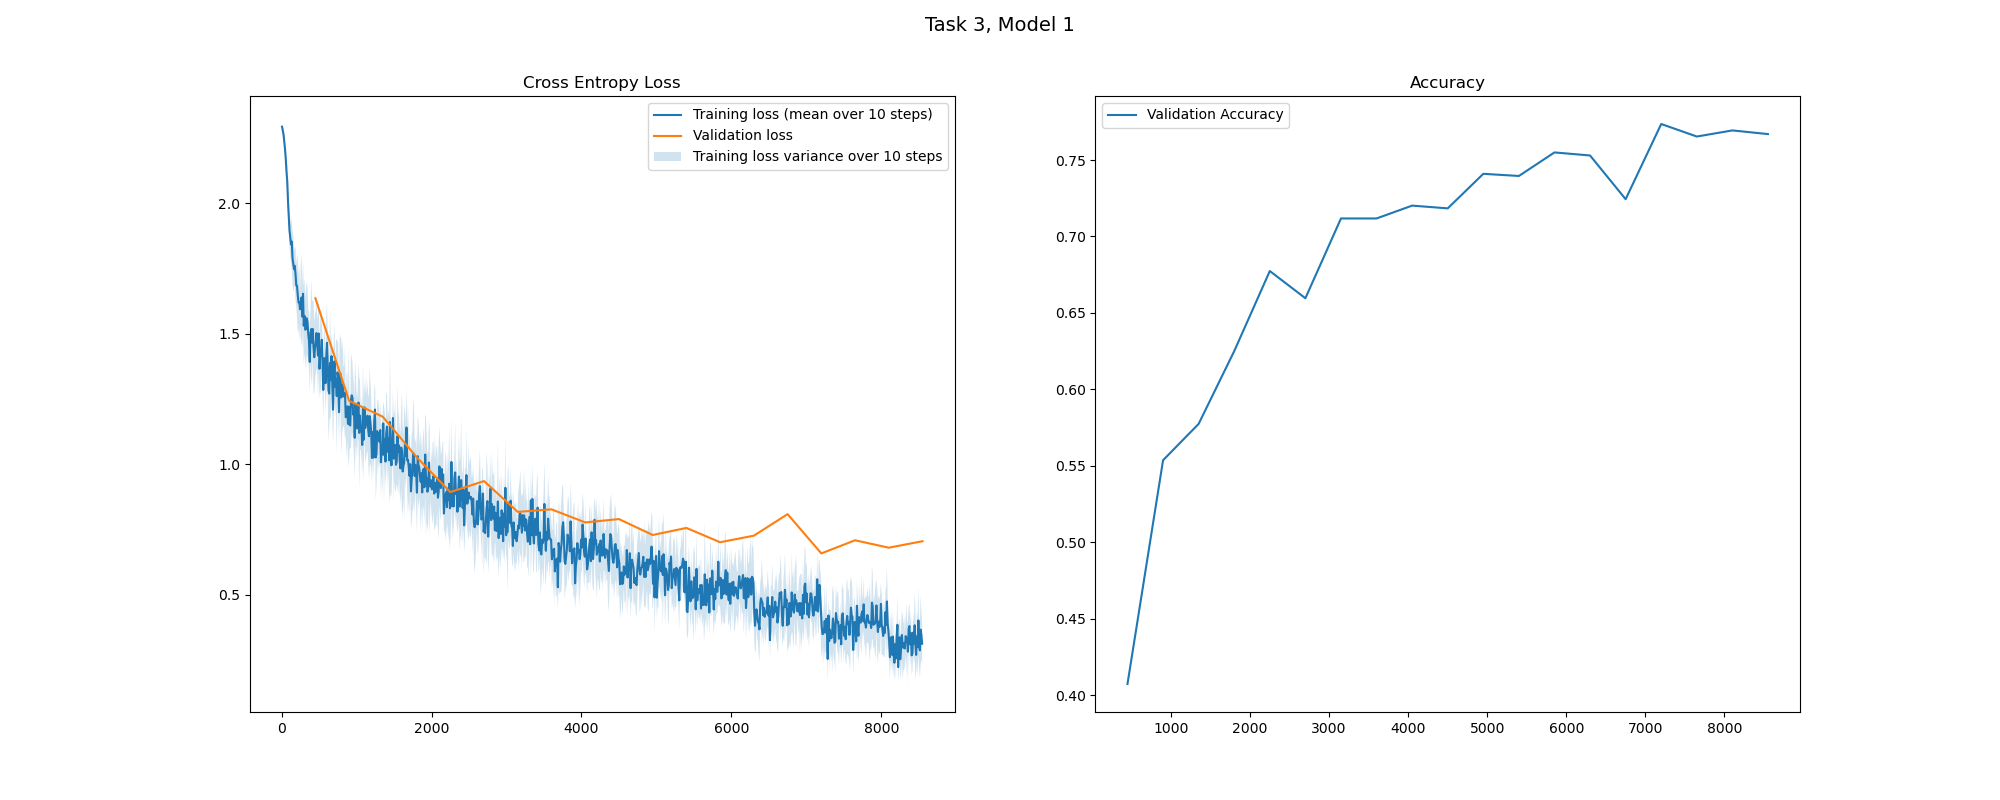 Task 3, Model 1
Cross Entropy Loss
Training loss (mean over 10 steps)
Validation loss
Training loss variance over 10 steps
2.0
1.5
1.0
0.5
0 2000 4000 6000 8000
Accuracy
Validation Accuracy
0.75
0.70
0.65
0.60
0.55
0.50
0.45
0.40
1000 2000 3000 4000 5000 6000 7000 8000